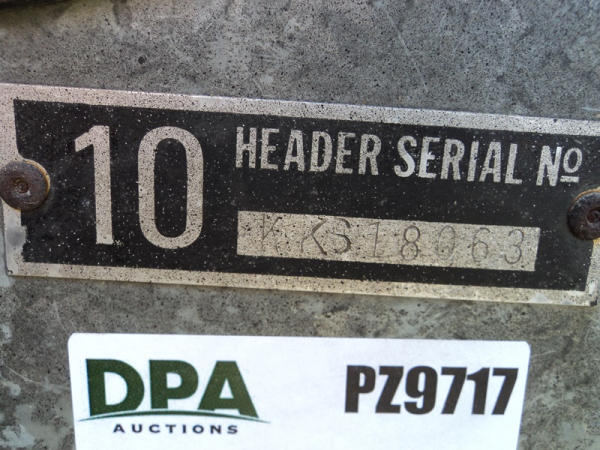 10
HEADER SERIAL Nº
KKS18063
DPA
AUCTIONS
PZ9717